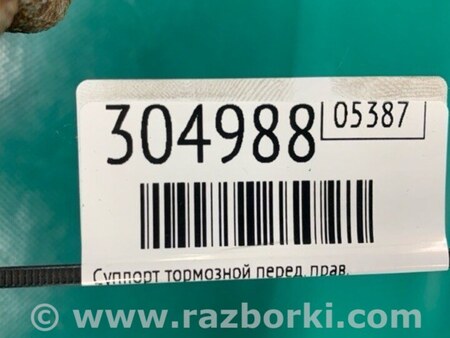 304988 05387
Суппорт тормозной перед. прав.
© www.razborki.com